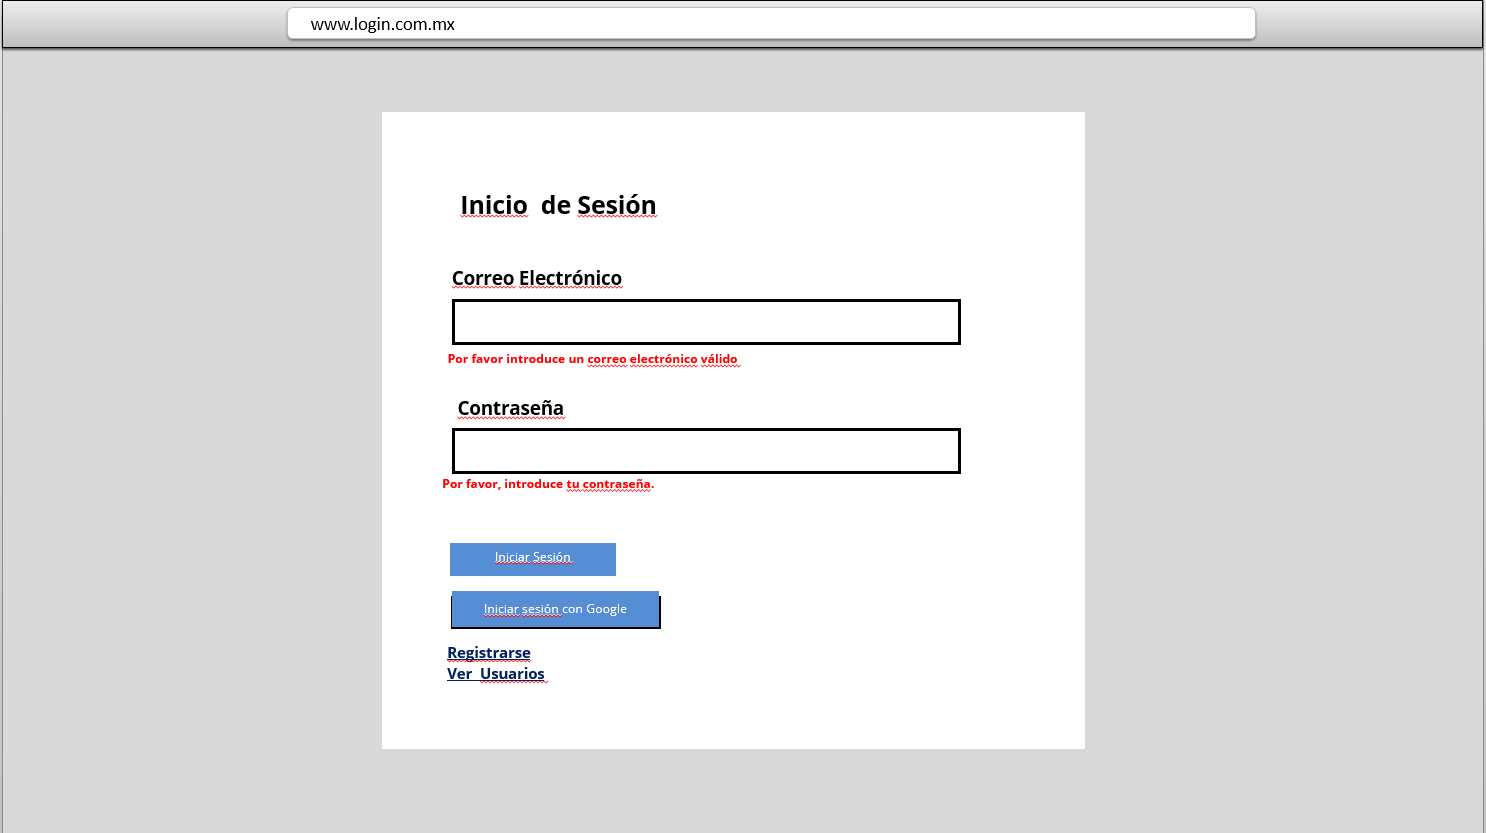 www.login.com.mx
Inicio  de Sesión
Correo Electrónico
Por favor introduce un correo electrónico válido
Contraseña
Por favor, introduce tu contraseña.
Iniciar Sesión
Iniciar sesión con Google
Registrarse
Ver  Usuarios